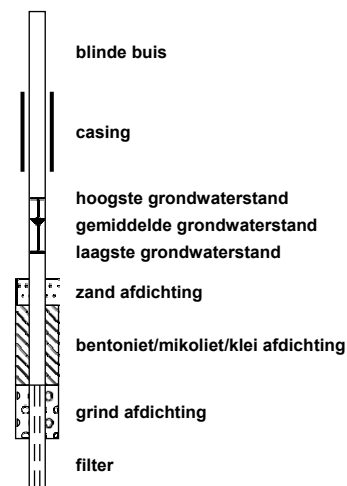 blinde buis
casing
hoogste grondwaterstand
gemiddelde grondwaterstand
laagste grondwaterstand
zand afdichting
bentoniet/mikoliet/klei afdichting
grind afdichting
filter